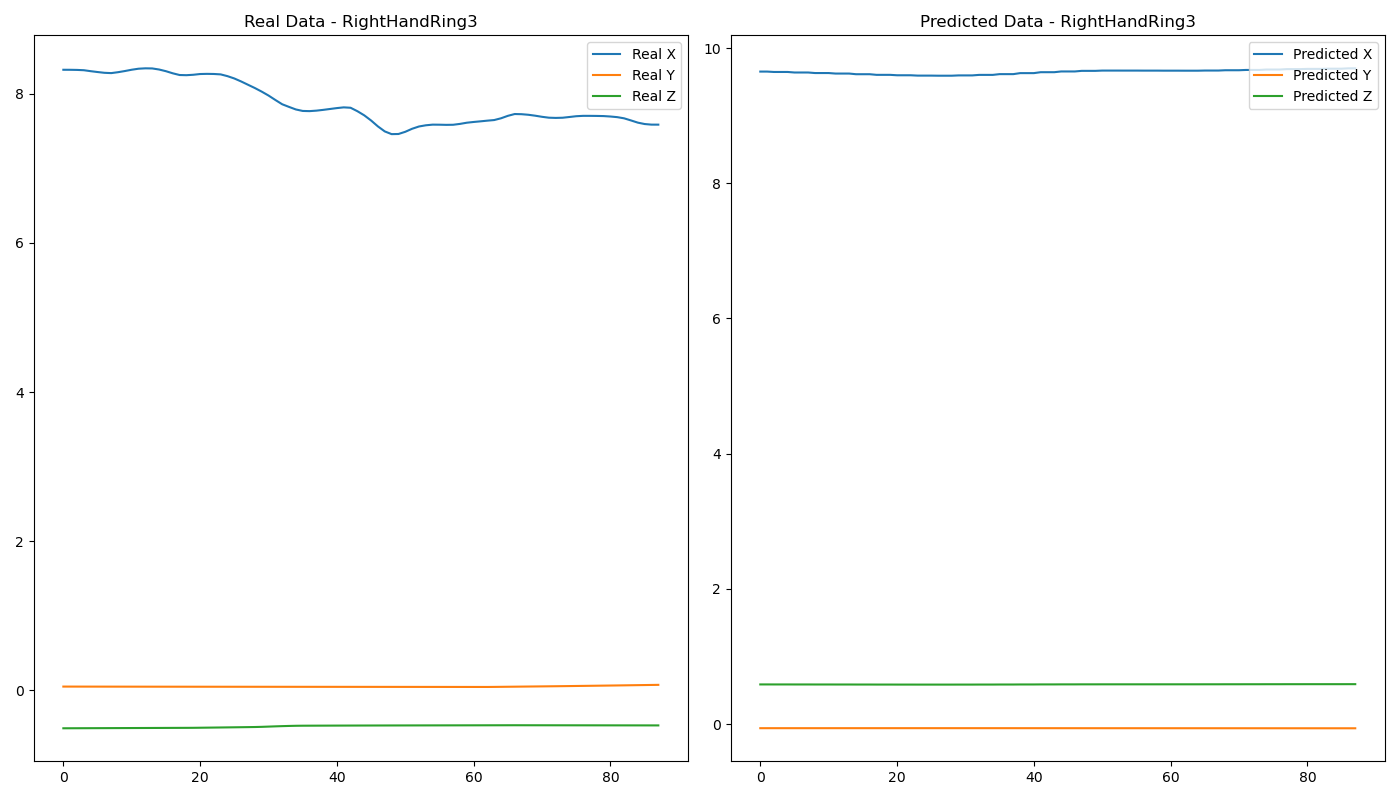 Real Data - RightHandRing3
Real X
Real Y
Real Z
8
6
4
2
0
0 20 40 60 80
Predicted Data - RightHandRing3
Predicted X
Predicted Y
Predicted Z
10
8
6
4
2
0
0 20 40 60 80